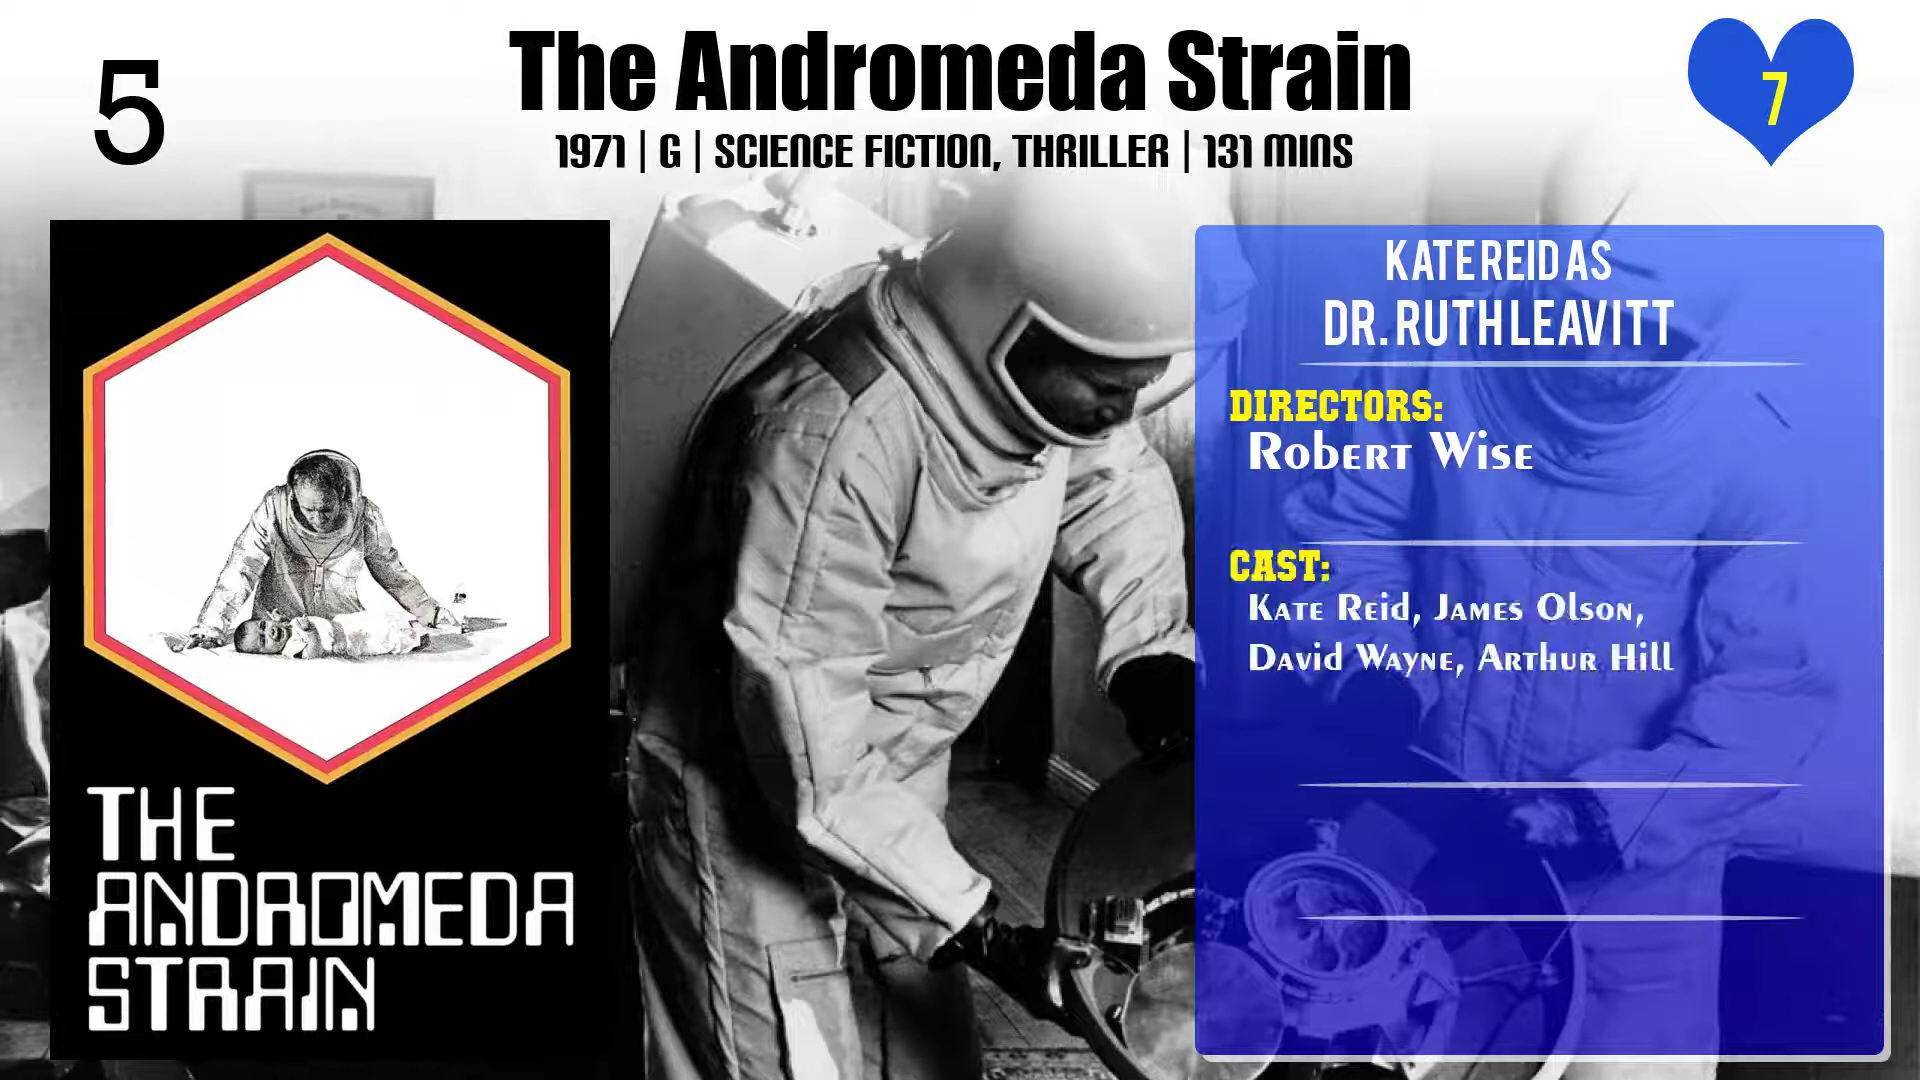 5
The Andromeda Strain
1971 | G | SCIENCE FICTION, THRILLER | 131 MINS
7
KATE REID AS
DR. RUTH LEAVITT
DIRECTORS:
Robert Wise
CAST:
Kate Reid, James Olson,
David Wayne, Arthur Hill
THE
ANDROMEDA
STRAIN